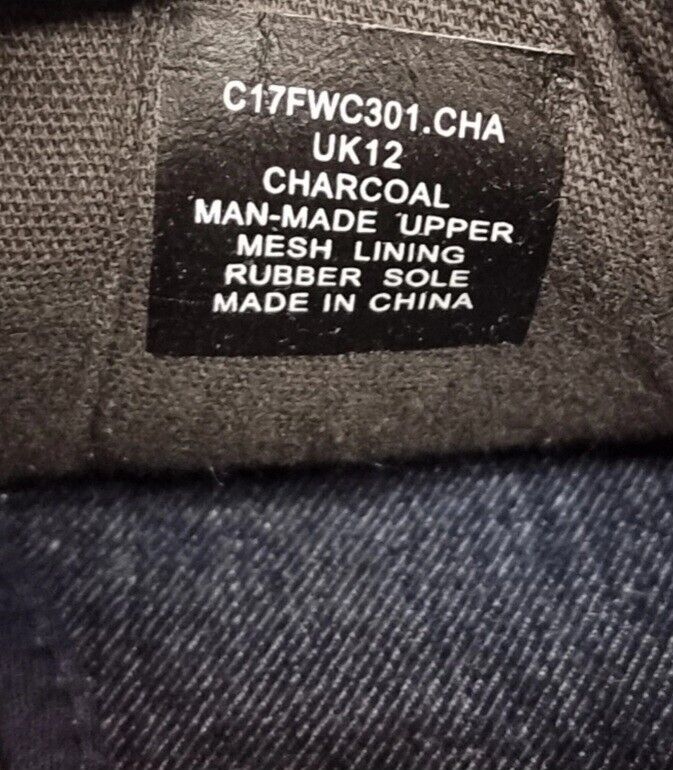 C17FWC301.CHA
UK12
CHARCOAL
MAN-MADE UPPER
MESH LINING
RUBBER SOLE
MADE IN CHINA